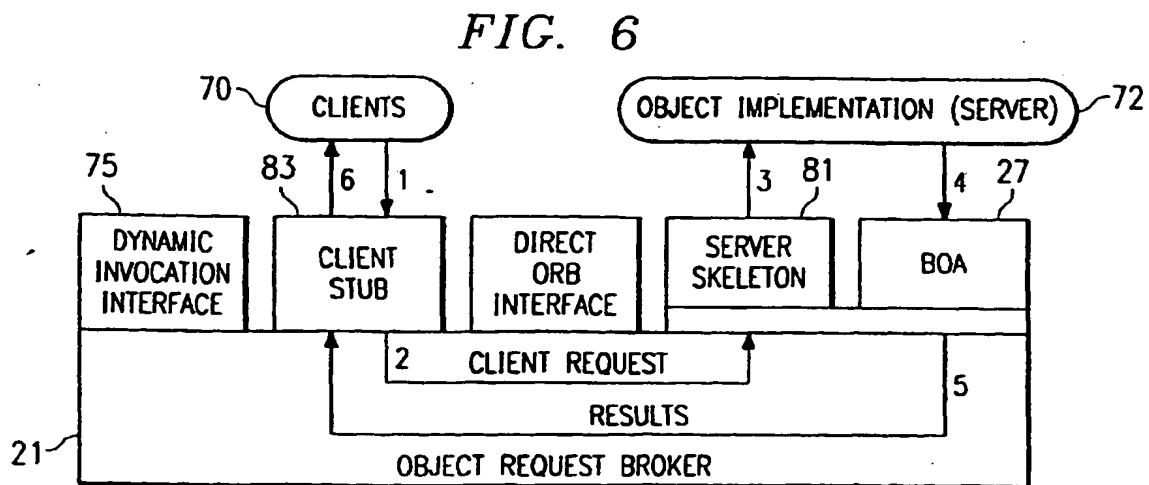 FIG. 6
70
CLIENTS
OBJECT IMPLEMENTATION (SERVER)
72
75
83
6
1
3
81
4
27
DYNAMIC
INVOCATION
INTERFACE
CLIENT
STUB
DIRECT
ORB
INTERFACE
SERVER
SKELETON
BOA
2
CLIENT REQUEST
5
RESULTS
21
OBJECT REQUEST BROKER